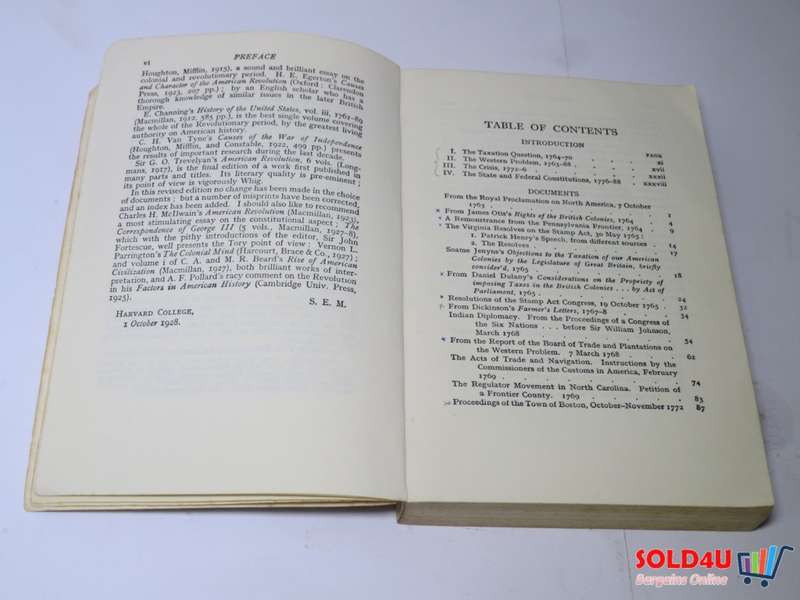 vi PREFACE
Houghton, Mifflin, 1915), a sound and brilliant essay on the
colonial and revolutionary period. H. E. Egerton's Causes
and Character of the American Revolution (Oxford: Clarendon
Press, 1923, 207 pp.); by an English scholar who has a
thorough knowledge of similar issues in the later British
Empire.
E. Channing's History of the United States, vol. iii, 1761-89
(Macmillan, 1912, 585 pp.), is the best single volume covering
the whole of the Revolutionary period, by the greatest living
authority on American history.
C. H. Van Tyne's Causes of the War of Independence
(Houghton, Mifflin, and Constable, 1922, 499 pp.) presents
the results of important research during the last decade.
Sir G. O. Trevelyan's American Revolution, 6 vols. (Long-
mans, 1917), is the final edition of a work first published in
many parts and titles. Its literary quality is pre-eminent;
its point of view is vigorously Whig.
In this revised edition no change has been made in the choice
of documents; but a number of misprints have been corrected,
and an index has been added. I should also like to recommend
Charles H. McIlwain's American Revolution (Macmillan, 1923),
a most stimulating essay on the constitutional aspect; The
Correspondence of George III (5 vols., Macmillan, 1927-8),
which with the pithy introductions of the editor, Sir John
Fortescue, well present the Tory point of view; Vernon L.
Parrington's The Colonial Mind (Harcourt, Brace & Co., 1927);
and volume i of C. A. and M. R. Beard's Rise of American
Civilization (Macmillan, 1927), both brilliant works of inter-
pretation, and A. F. Pollard's racy comment on the Revolution
in his Factors in American History (Cambridge Univ. Press,
1925).
S. E. M.
HARVARD COLLEGE,
1 October 1928.
TABLE OF CONTENTS
INTRODUCTION
PAGE
I. The Taxation Question, 1764-70 . . . xi
II. The Western Problem, 1763-88 . . . xvii
III. The Crisis, 1772-6 . . . xxxii
IV. The State and Federal Constitutions, 1776-88 . . . xxxviii
DOCUMENTS
From the Royal Proclamation on North America, 7 October
1763 . . . 1
From James Otis's Rights of the British Colonies, 1764 . . 4
A Remonstrance from the Pennsylvania Frontier, 1764 . 9
The Virginia Resolves on the Stamp Act, 30 May 1765:
1. Patrick Henry's Speech, from different sources . 14
2. The Resolves . . . 17
Soame Jenyns's Objections to the Taxation of our American
Colonies by the Legislature of Great Britain, briefly
consider'd, 1765 . . . 18
From Daniel Dulany's Considerations on the Propriety of
imposing Taxes in the British Colonies . . . by Act of
Parliament, 1765 . . . 24
Resolutions of the Stamp Act Congress, 19 October 1765 . 32
From Dickinson's Farmer's Letters, 1767-8 . . . 34
Indian Diplomacy. From the Proceedings of a Congress of
the Six Nations . . . before Sir William Johnson,
March 1768 . . . 54
From the Report of the Board of Trade and Plantations on
the Western Problem. 7 March 1768 . . . 62
The Acts of Trade and Navigation. Instructions by the
Commissioners of the Customs in America, February
1769 . . . 74
The Regulator Movement in North Carolina. Petition of
a Frontier County. 1769 . . . 83
Proceedings of the Town of Boston, October-November 1772 87
SOLD4U
Bargains Online